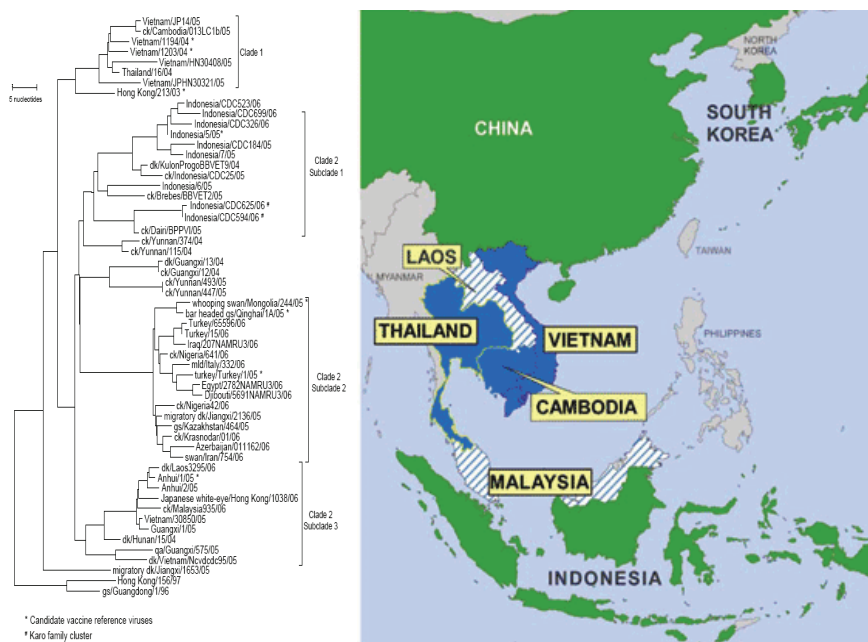 Vietnam/JP14/05
ck/Cambodia/013LC1b/05
Vietnam/1194/04 *
Vietnam/1203/04 *
Vietnam/HN30408/05
Thailand/16/04
Vietnam/JPHN30321/05
Hong Kong/213/03 *
Clade 1
5 nucleotides
Indonesia/CDC523/06
Indonesia/CDC699/06
Indonesia/CDC326/06
Indonesia/5/05*
Indonesia/CDC184/05
Indonesia/7/05
dk/KulonProgoBBVET9/04
ck/Indonesia/CDC25/05
Indonesia/6/05
ck/Brebes/BBVET2/05
Indonesia/CDC625/06#
Indonesia/CDC594/06 #
ck/Dairi/BPPVI/05
Clade 2
Subclade 1
ck/Yunnan/374/04
ck/Yunnan/115/04
dk/Guangxi/13/04
ck/Guangxi/12/04
ck/Yunnan/493/05
ck/Yunnan/447/05
whooping swan/Mongolia/244/05 *
bar headed gs/Qinghai/1A/05 *
Turkey/65596/06
Turkey/15/06
Iraq/207NAMRU3/06
ck/Nigeria/641/06
mld/Italy/332/06
turkey/Turkey/1/05 *
Egypt/2782NAMRU3/06
Djibouti/5691NAMRU3/06
ck/Nigeria42/06
migratory dk/Jiangxi/2136/05
gs/Kazakhstan/464/05
ck/Krasnodar/01/06
Azerbaijan/011162/06
swan/Iran/754/06
Clade 2
Subclade 2
dk/Laos3295/06
Anhui/1/05 *
Anhui/2/05
Japanese white-eye/Hong Kong/1038/06
ck/Malaysia935/06
Vietnam/30850/05
Guangxi/1/05
dk/Hunan/15/04
qa/Guangxi/575/05
dk/Vietnam/Ncvdcdc95/05
Clade 2
Subclade 3
migratory dk/Jiangxi/1653/05
Hong Kong/156/97
gs/Guangdong/1/96
* Candidate vaccine reference viruses
# Karo family cluster
NORTH
KOREA
SOUTH
KOREA
CHINA
TAIWAN
LAOS
MYANMAR
THAILAND
VIETNAM
PHILIPPINES
CAMBODIA
MALAYSIA
INDONESIA